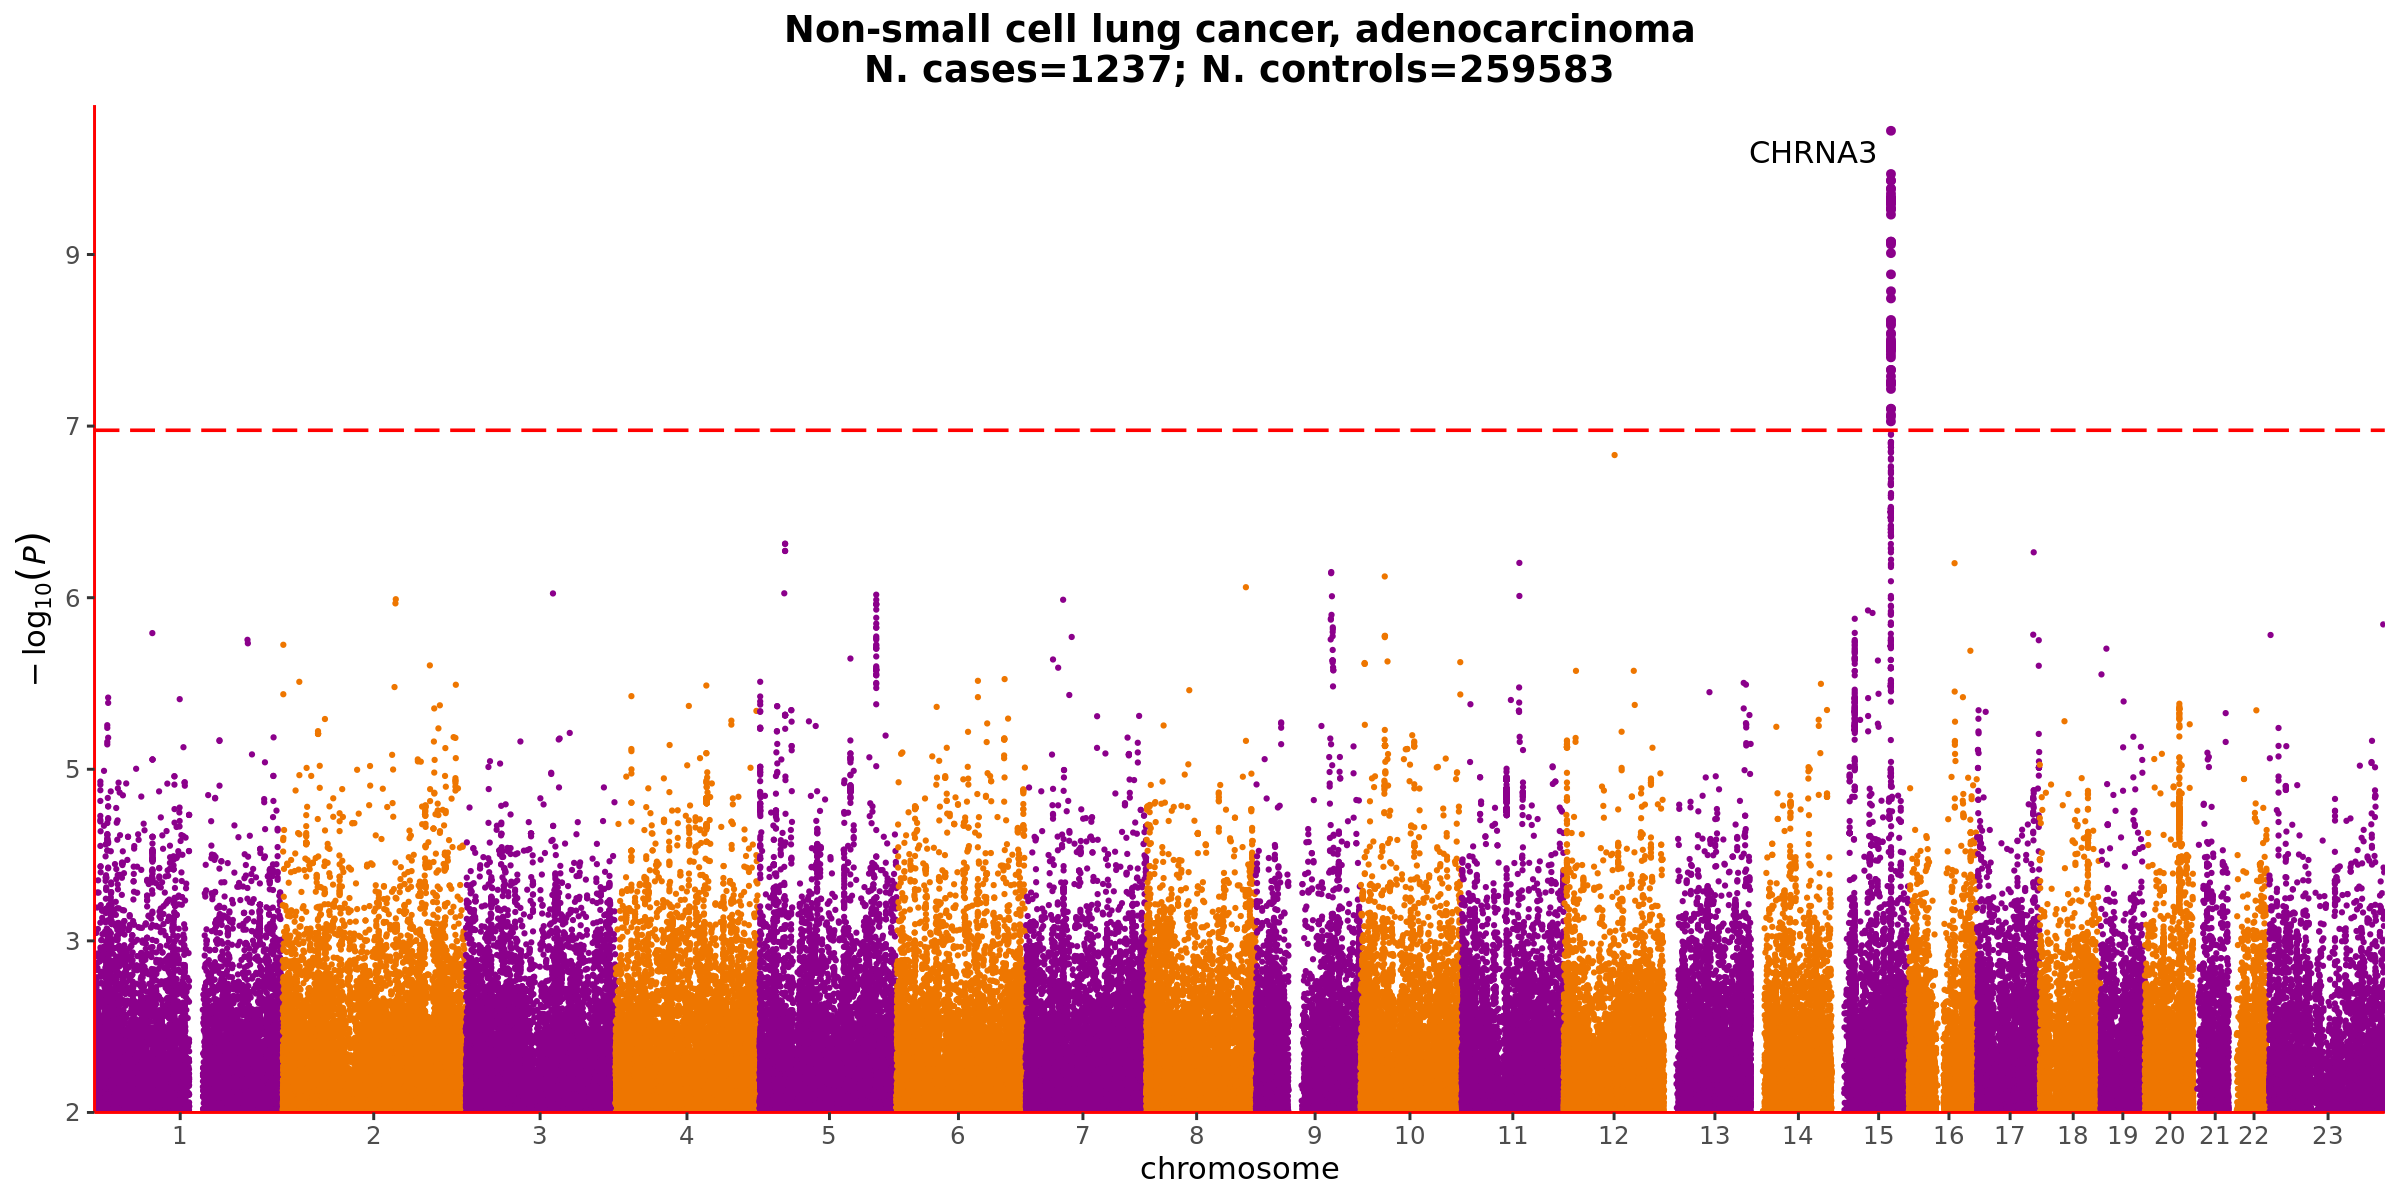 Non-small cell lung cancer, adenocarcinoma
N. cases=1237; N. controls=259583
CHRNA3
9
7
6
5
3
2
− log10(P)
1 2 3 4 5 6 7 8 9 10 11 12 13 14 15 16 17 18 19 20 21 22 23
chromosome